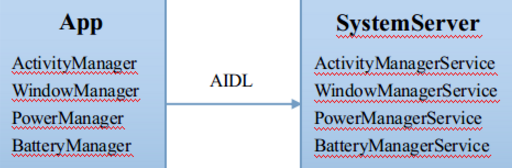 App
ActivityManager
WindowManager
PowerManager
BatteryManager
AIDL
SystemServer
ActivityManagerService
WindowManagerService
PowerManagerService
BatteryManagerService